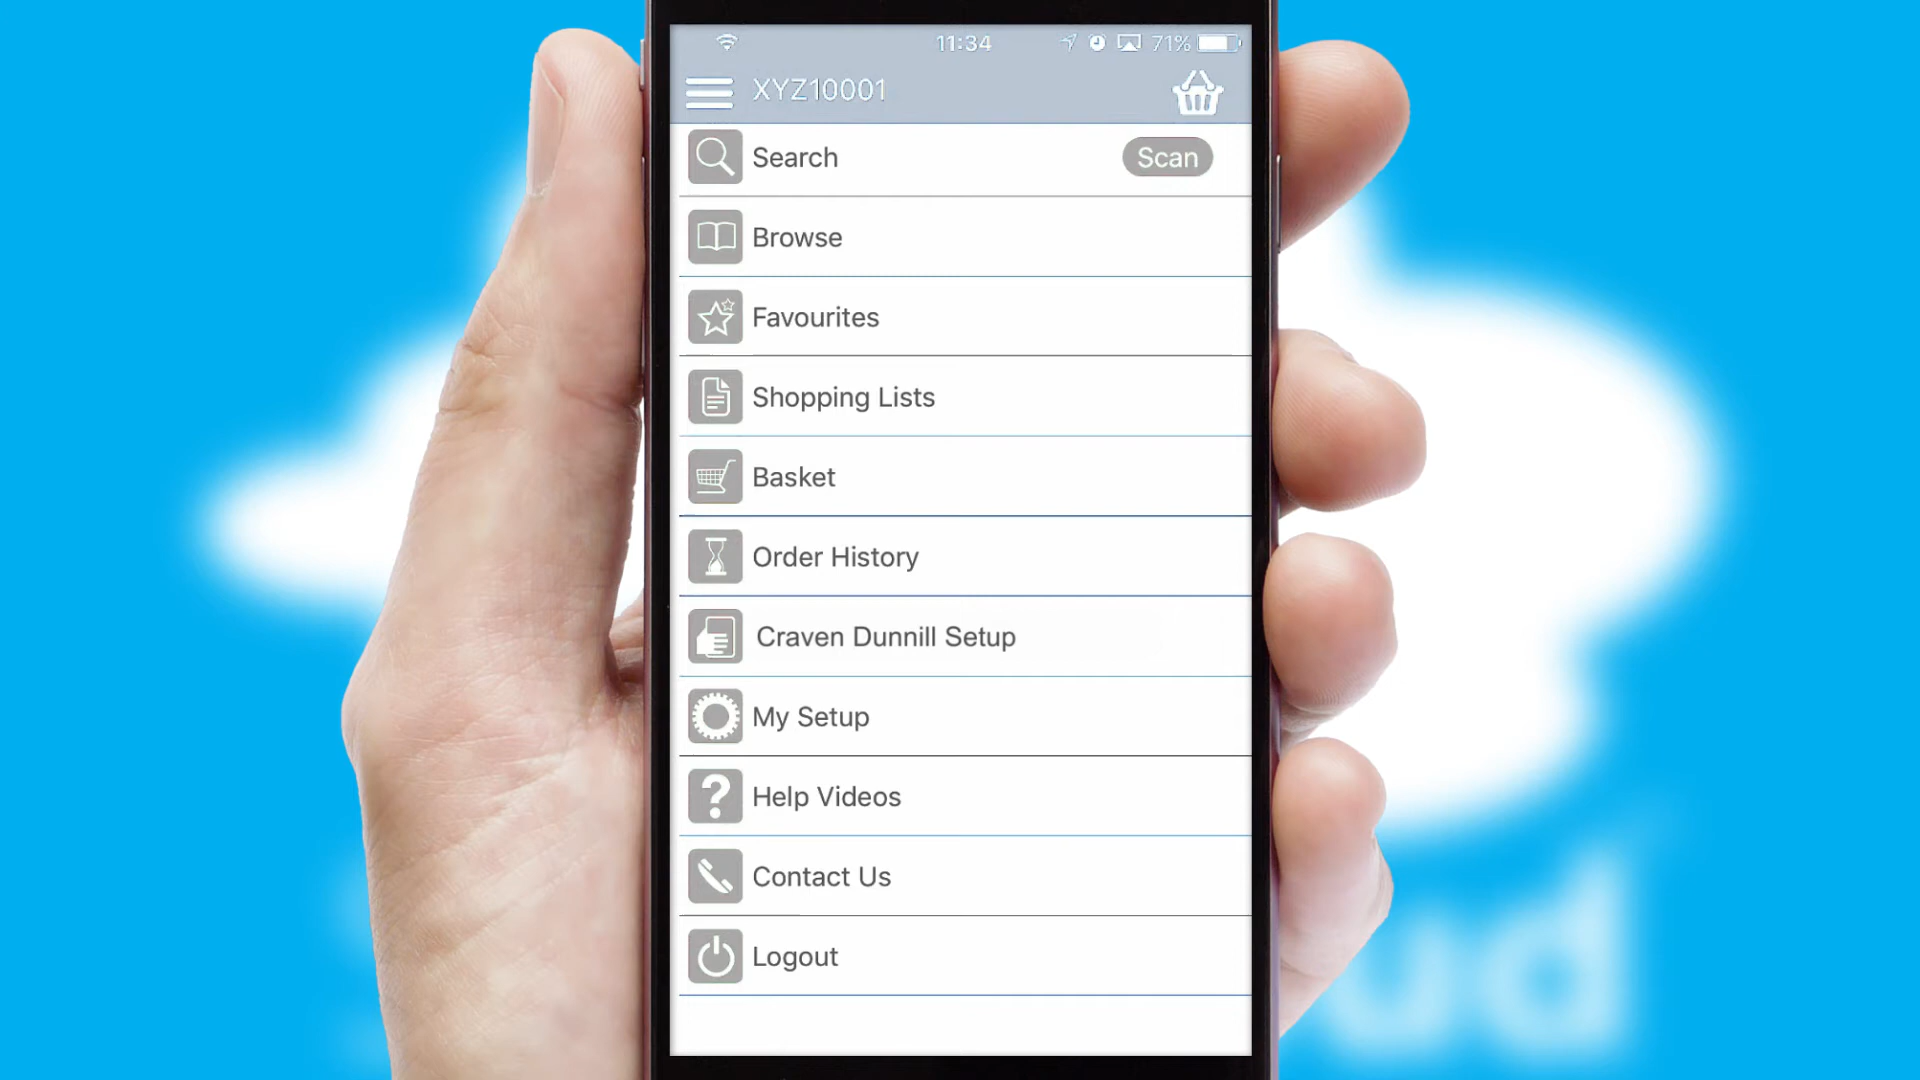 11:34 71%
XYZ10001
Search Scan
Browse
Favourites
Shopping Lists
Basket
Order History
Craven Dunnill Setup
My Setup
Help Videos
Contact Us
Logout
ud